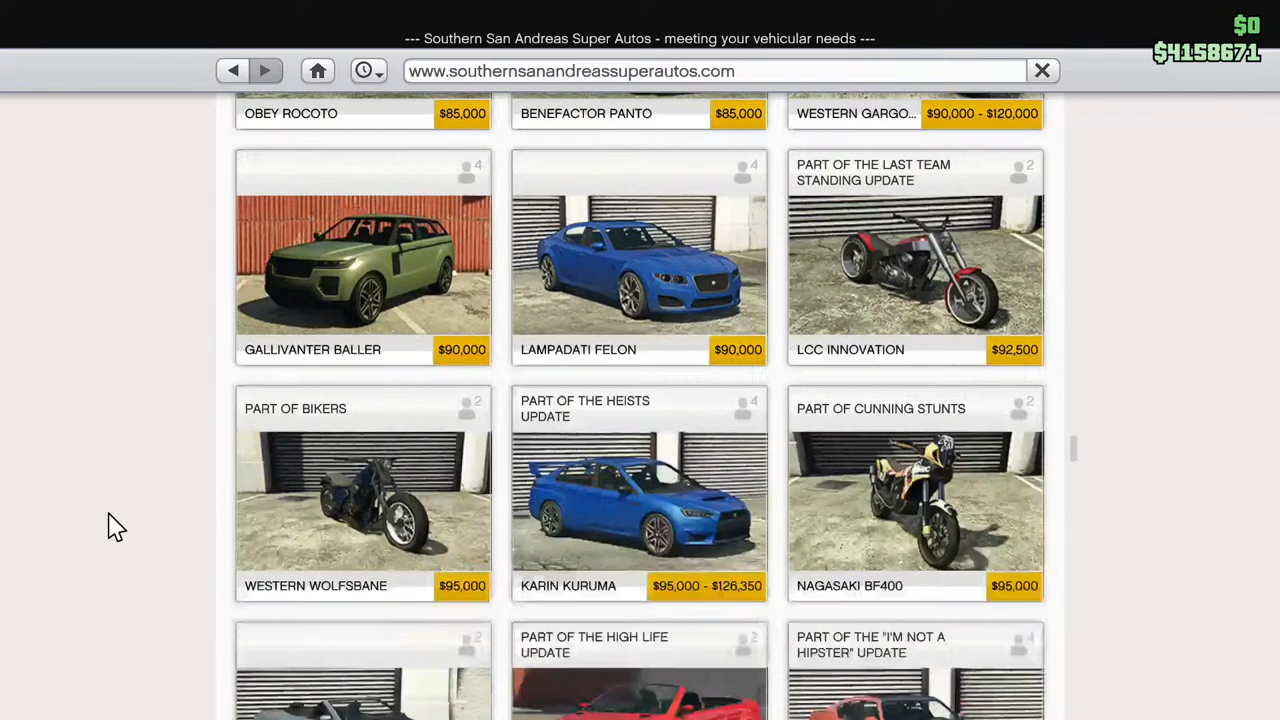 $0
--- Southern San Andreas Super Autos - meeting your vehicular needs ---
$4158671
www.southernsanandreassuperautos.com
OBEY ROCOTO $85,000
BENEFACTOR PANTO $85,000
WESTERN GARGO... $90,000 - $120,000
4
4
PART OF THE LAST TEAM
STANDING UPDATE
2
GALLIVANTER BALLER $90,000
LAMPADATI FELON $90,000
LCC INNOVATION $92,500
PART OF BIKERS
2
PART OF THE HEISTS
UPDATE
4
PART OF CUNNING STUNTS
2
WESTERN WOLFSBANE $95,000
KARIN KURUMA $95,000 - $126,350
NAGASAKI BF400 $95,000
2
PART OF THE HIGH LIFE
UPDATE
2
PART OF THE "I'M NOT A
HIPSTER" UPDATE
4